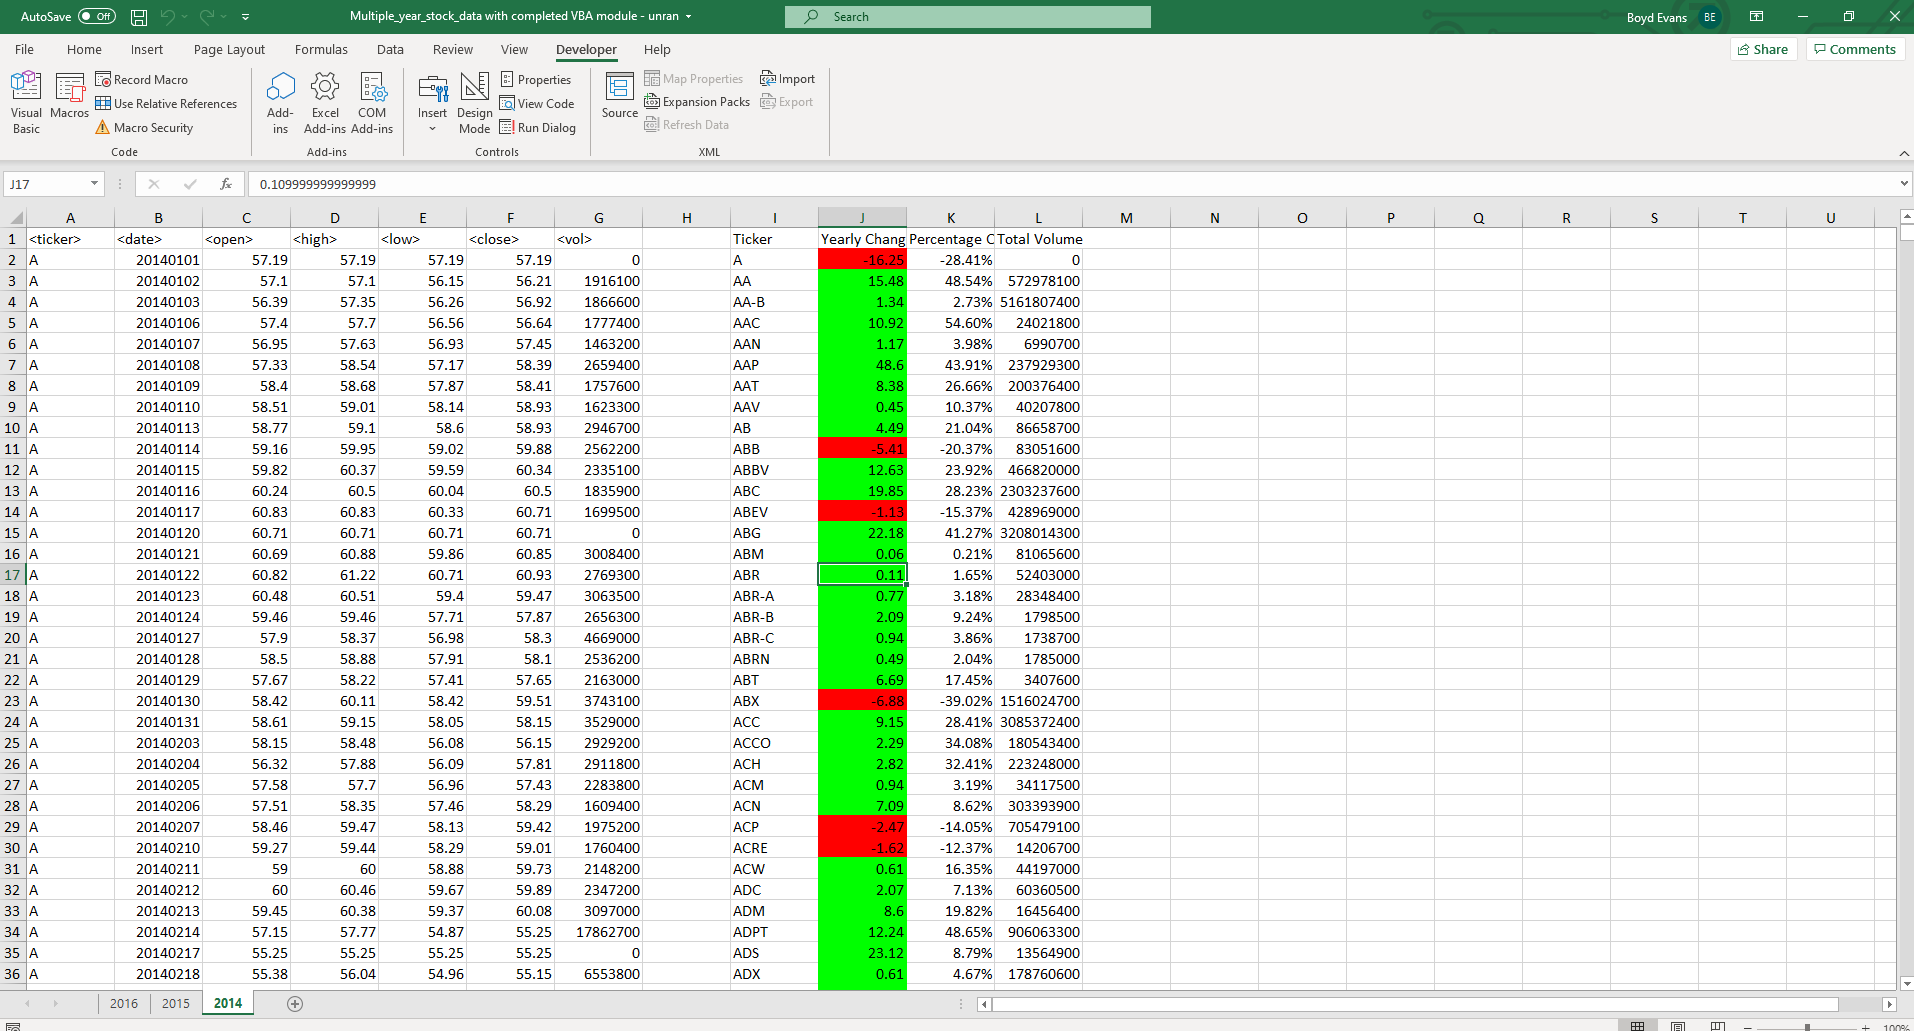 AutoSave Off Multiple_year_stock_data with completed VBA module - unran Search Boyd Evans BE
File Home Insert Page Layout Formulas Data Review View Developer Help Share Comments
Visual Basic Macros Record Macro Use Relative References Macro Security Code
Add-ins Excel Add-ins COM Add-ins Add-ins
Insert Design Mode Properties View Code Run Dialog Controls
Source Map Properties Expansion Packs Refresh Data Import Export XML
J17 fx 0.109999999999999
A B C D E F G H I J K L M N O P Q R S T U
1 <ticker> <date> <open> <high> <low> <close> <vol> Ticker Yearly Chang Percentage C Total Volume
2 A 20140101 57.19 57.19 57.19 57.19 0 A -16.25 -28.41% 0
3 A 20140102 57.1 57.1 56.15 56.21 1916100 AA 15.48 48.54% 572978100
4 A 20140103 56.39 57.35 56.26 56.92 1866600 AA-B 1.34 2.73% 5161807400
5 A 20140106 57.4 57.7 56.56 56.64 1777400 AAC 10.92 54.60% 24021800
6 A 20140107 56.95 57.63 56.93 57.45 1463200 AAN 1.17 3.98% 6990700
7 A 20140108 57.33 58.54 57.17 58.39 2659400 AAP 48.6 43.91% 237929300
8 A 20140109 58.4 58.68 57.87 58.41 1757600 AAT 8.38 26.66% 200376400
9 A 20140110 58.51 59.01 58.14 58.93 1623300 AAV 0.45 10.37% 40207800
10 A 20140113 58.77 59.1 58.6 58.93 2946700 AB 4.49 21.04% 86658700
11 A 20140114 59.16 59.95 59.02 59.88 2562200 ABB -5.41 -20.37% 83051600
12 A 20140115 59.82 60.37 59.59 60.34 2335100 ABBV 12.63 23.92% 466820000
13 A 20140116 60.24 60.5 60.04 60.5 1835900 ABC 19.85 28.23% 2303237600
14 A 20140117 60.83 60.83 60.33 60.71 1699500 ABEV -1.13 -15.37% 428969000
15 A 20140120 60.71 60.71 60.71 60.71 0 ABG 22.18 41.27% 3208014300
16 A 20140121 60.69 60.88 59.86 60.85 3008400 ABM 0.06 0.21% 81065600
17 A 20140122 60.82 61.22 60.71 60.93 2769300 ABR 0.11 1.65% 52403000
18 A 20140123 60.48 60.51 59.4 59.47 3063500 ABR-A 0.77 3.18% 28348400
19 A 20140124 59.46 59.46 57.71 57.87 2656300 ABR-B 2.09 9.24% 1798500
20 A 20140127 57.9 58.37 56.98 58.3 4669000 ABR-C 0.94 3.86% 1738700
21 A 20140128 58.5 58.88 57.91 58.1 2536200 ABRN 0.49 2.04% 1785000
22 A 20140129 57.67 58.22 57.41 57.65 2163000 ABT 6.69 17.45% 3407600
23 A 20140130 58.42 60.11 58.42 59.51 3743100 ABX -6.88 -39.02% 1516024700
24 A 20140131 58.61 59.15 58.05 58.15 3529000 ACC 9.15 28.41% 3085372400
25 A 20140203 58.15 58.48 56.08 56.15 2929200 ACCO 2.29 34.08% 180543400
26 A 20140204 56.32 57.88 56.09 57.81 2911800 ACH 2.82 32.41% 223248000
27 A 20140205 57.58 57.7 56.96 57.43 2283800 ACM 0.94 3.19% 34117500
28 A 20140206 57.51 58.35 57.46 58.29 1609400 ACN 7.09 8.62% 303393900
29 A 20140207 58.46 59.47 58.13 59.42 1975200 ACP -2.47 -14.05% 705479100
30 A 20140210 59.27 59.44 58.29 59.01 1760400 ACRE -1.62 -12.37% 14206700
31 A 20140211 59 60 58.88 59.73 2148200 ACW 0.61 16.35% 44197000
32 A 20140212 60 60.46 59.67 59.89 2347200 ADC 2.07 7.13% 60360500
33 A 20140213 59.45 60.38 59.37 60.08 3097000 ADM 8.6 19.82% 16456400
34 A 20140214 57.15 57.77 54.87 55.25 17862700 ADPT 12.24 48.65% 906063300
35 A 20140217 55.25 55.25 55.25 55.25 0 ADS 23.12 8.79% 13564900
36 A 20140218 55.38 56.04 54.96 55.15 6553800 ADX 0.61 4.67% 178760600
2016 2015 2014
100%